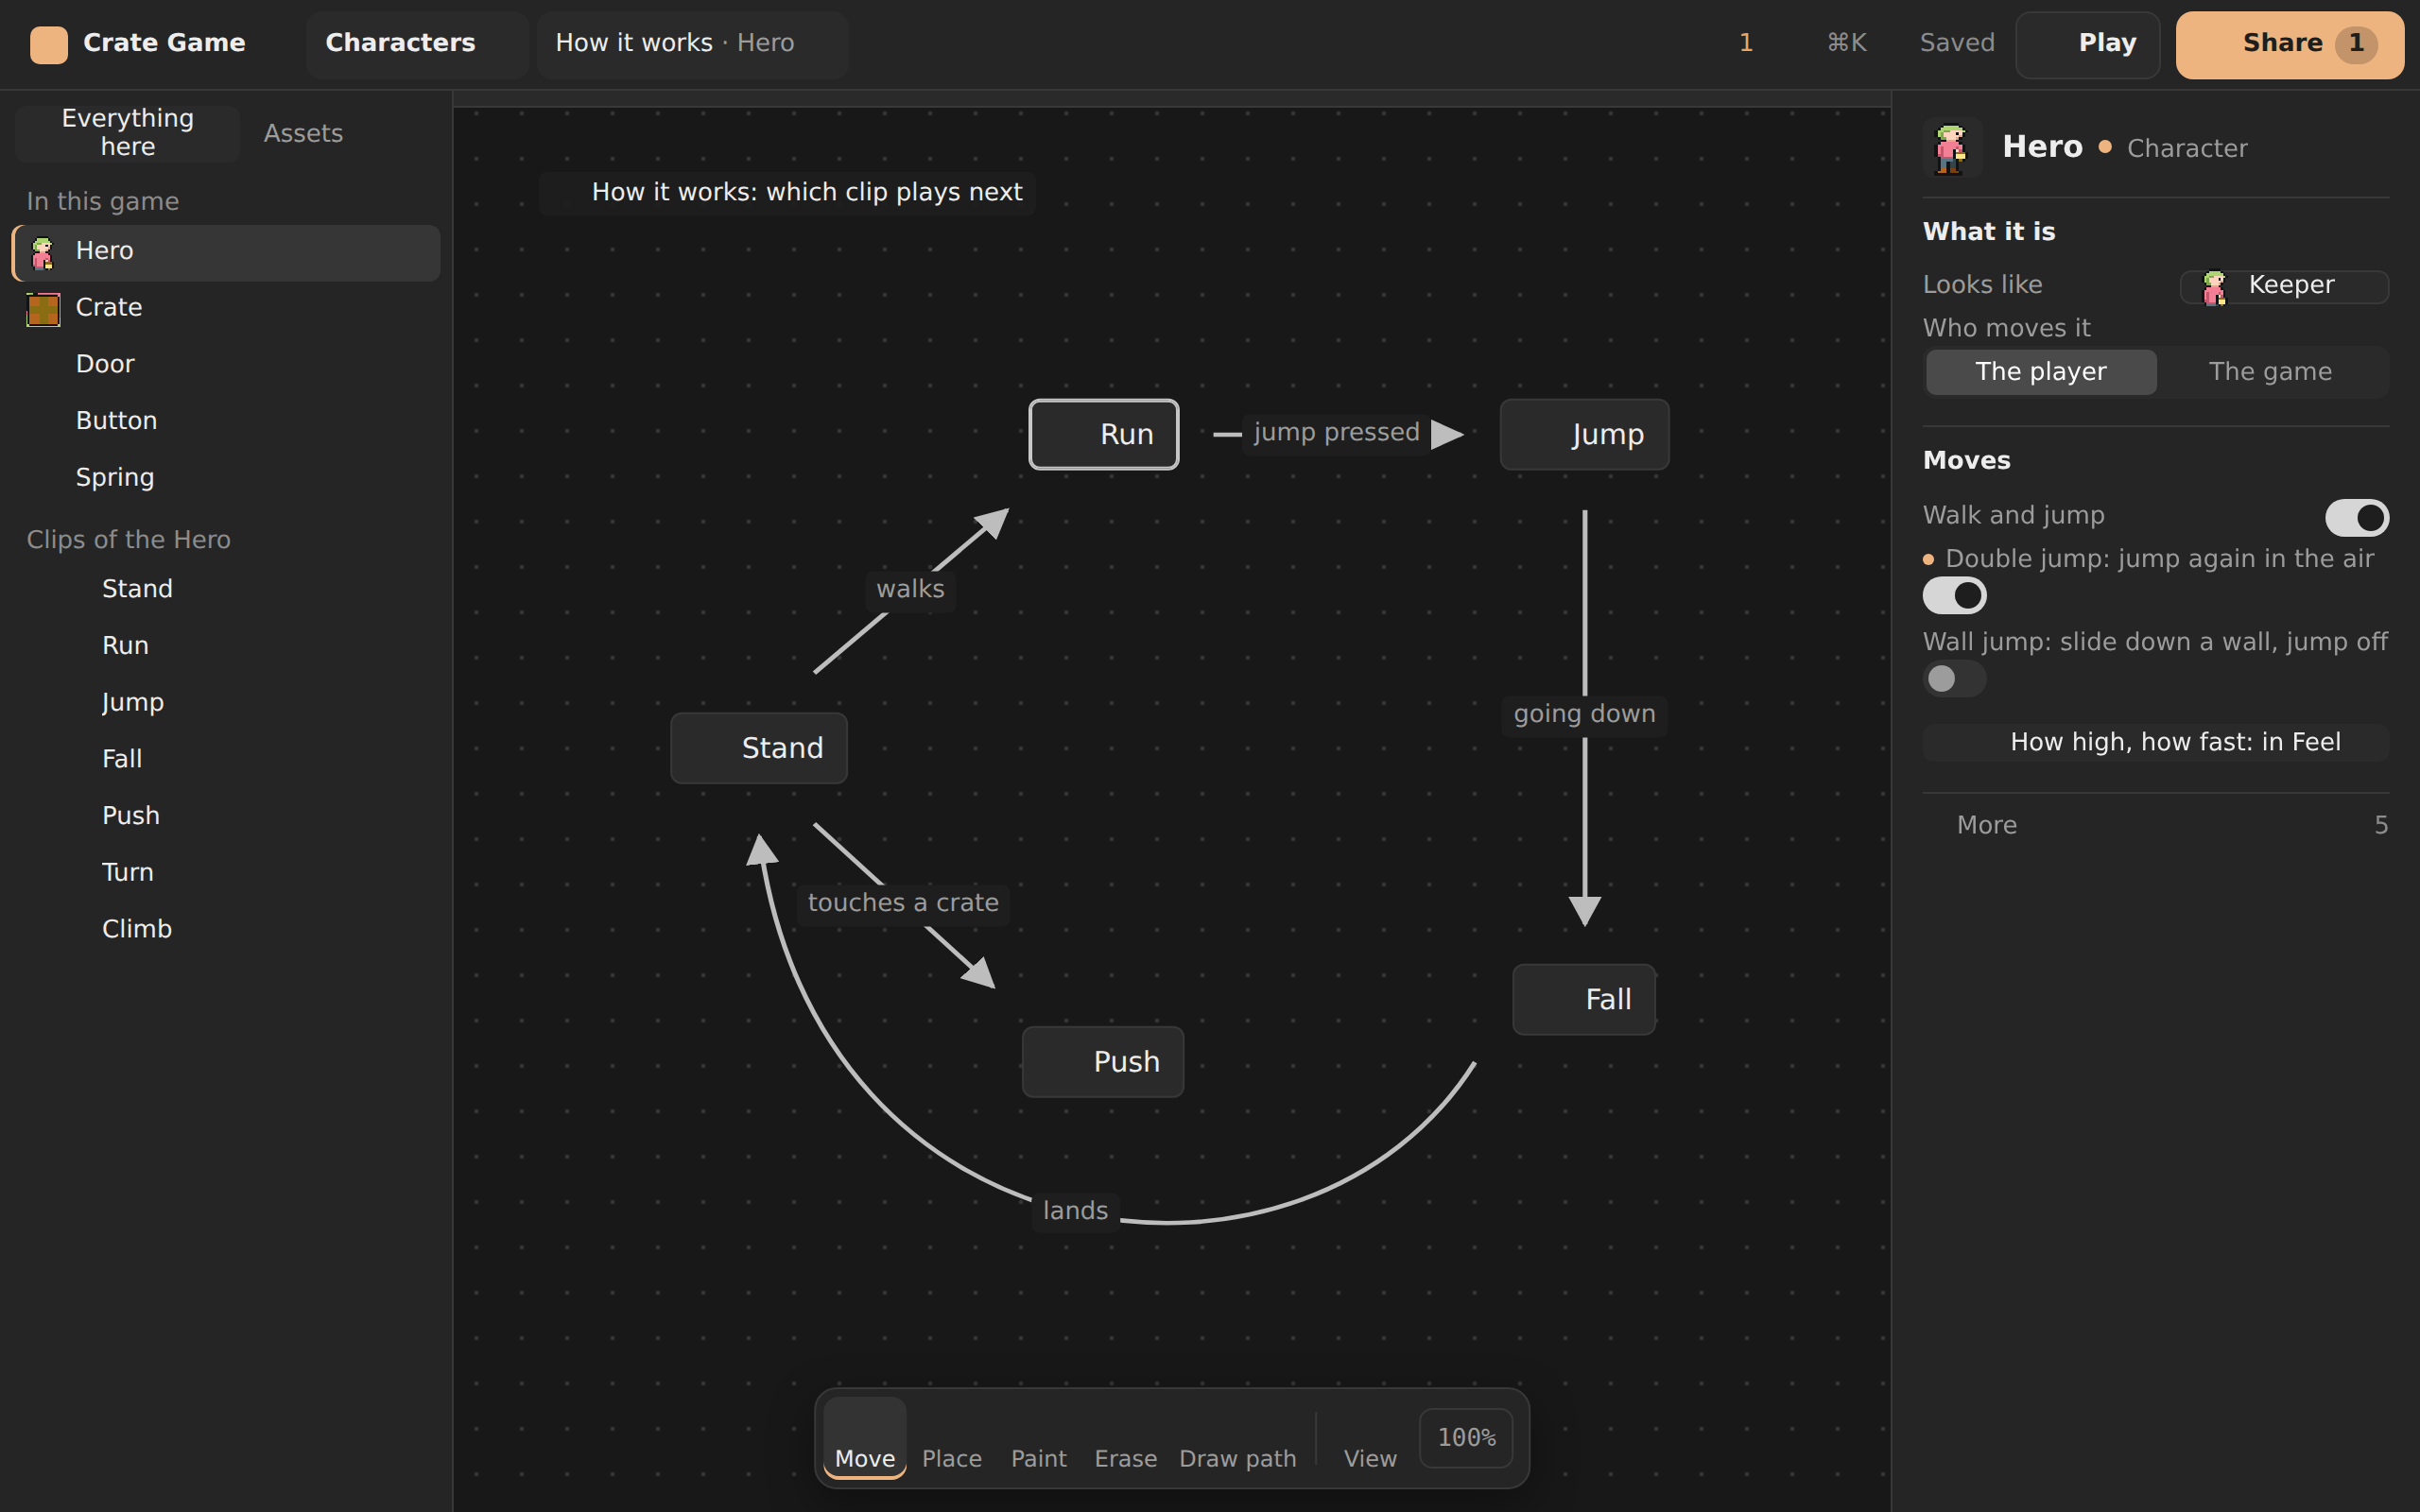 Crate Game
Characters
How it works · Hero
1
⌘K
Saved
Play
Share 1
Everything
here
Assets
In this game
Hero
Crate
Door
Button
Spring
Clips of the Hero
Stand
Run
Jump
Fall
Push
Turn
Climb
How it works: which clip plays next
Run
jump pressed
Jump
walks
going down
Stand
touches a crate
Fall
Push
lands
Move
Place
Paint
Erase
Draw path
View
100%
Hero
Character
What it is
Looks like
Keeper
Who moves it
The player
The game
Moves
Walk and jump
Double jump: jump again in the air
Wall jump: slide down a wall, jump off
How high, how fast: in Feel
More
5